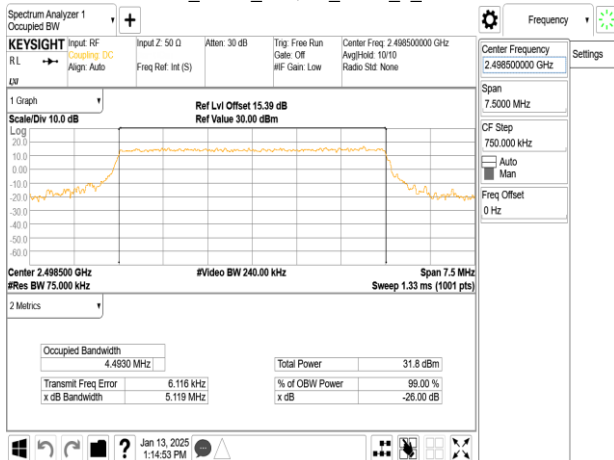 Spectrum Analyzer 1
Occupied BW
Frequency
KEYSIGHT
Input: RF
Input Z: 50 Ω
Atten: 30 dB
Trig: Free Run
Center Freq: 2.498500000 GHz
RL
Coupling: DC
Gate: Off
Avg|Hold: 10/10
Align: Auto
Freq Ref: Int (S)
#IF Gain: Low
Radio Std: None
LXI
Center Frequency
2.498500000 GHz
Settings
Span
7.5000 MHz
CF Step
750.000 kHz
Auto
Man
Freq Offset
0 Hz
1 Graph
Ref Lvl Offset 15.39 dB
Scale/Div 10.0 dB
Ref Value 30.00 dBm
Log
20.0
10.0
0.00
-10.0
-20.0
-30.0
-40.0
-50.0
-60.0
Center 2.498500 GHz
#Video BW 240.00 kHz
Span 7.5 MHz
#Res BW 75.000 kHz
Sweep 1.33 ms (1001 pts)
2 Metrics
Occupied Bandwidth
4.4930 MHz
Total Power
31.8 dBm
Transmit Freq Error
6.116 kHz
% of OBW Power
99.00 %
x dB Bandwidth
5.119 MHz
x dB
-26.00 dB
Jan 13, 2025
1:14:53 PM